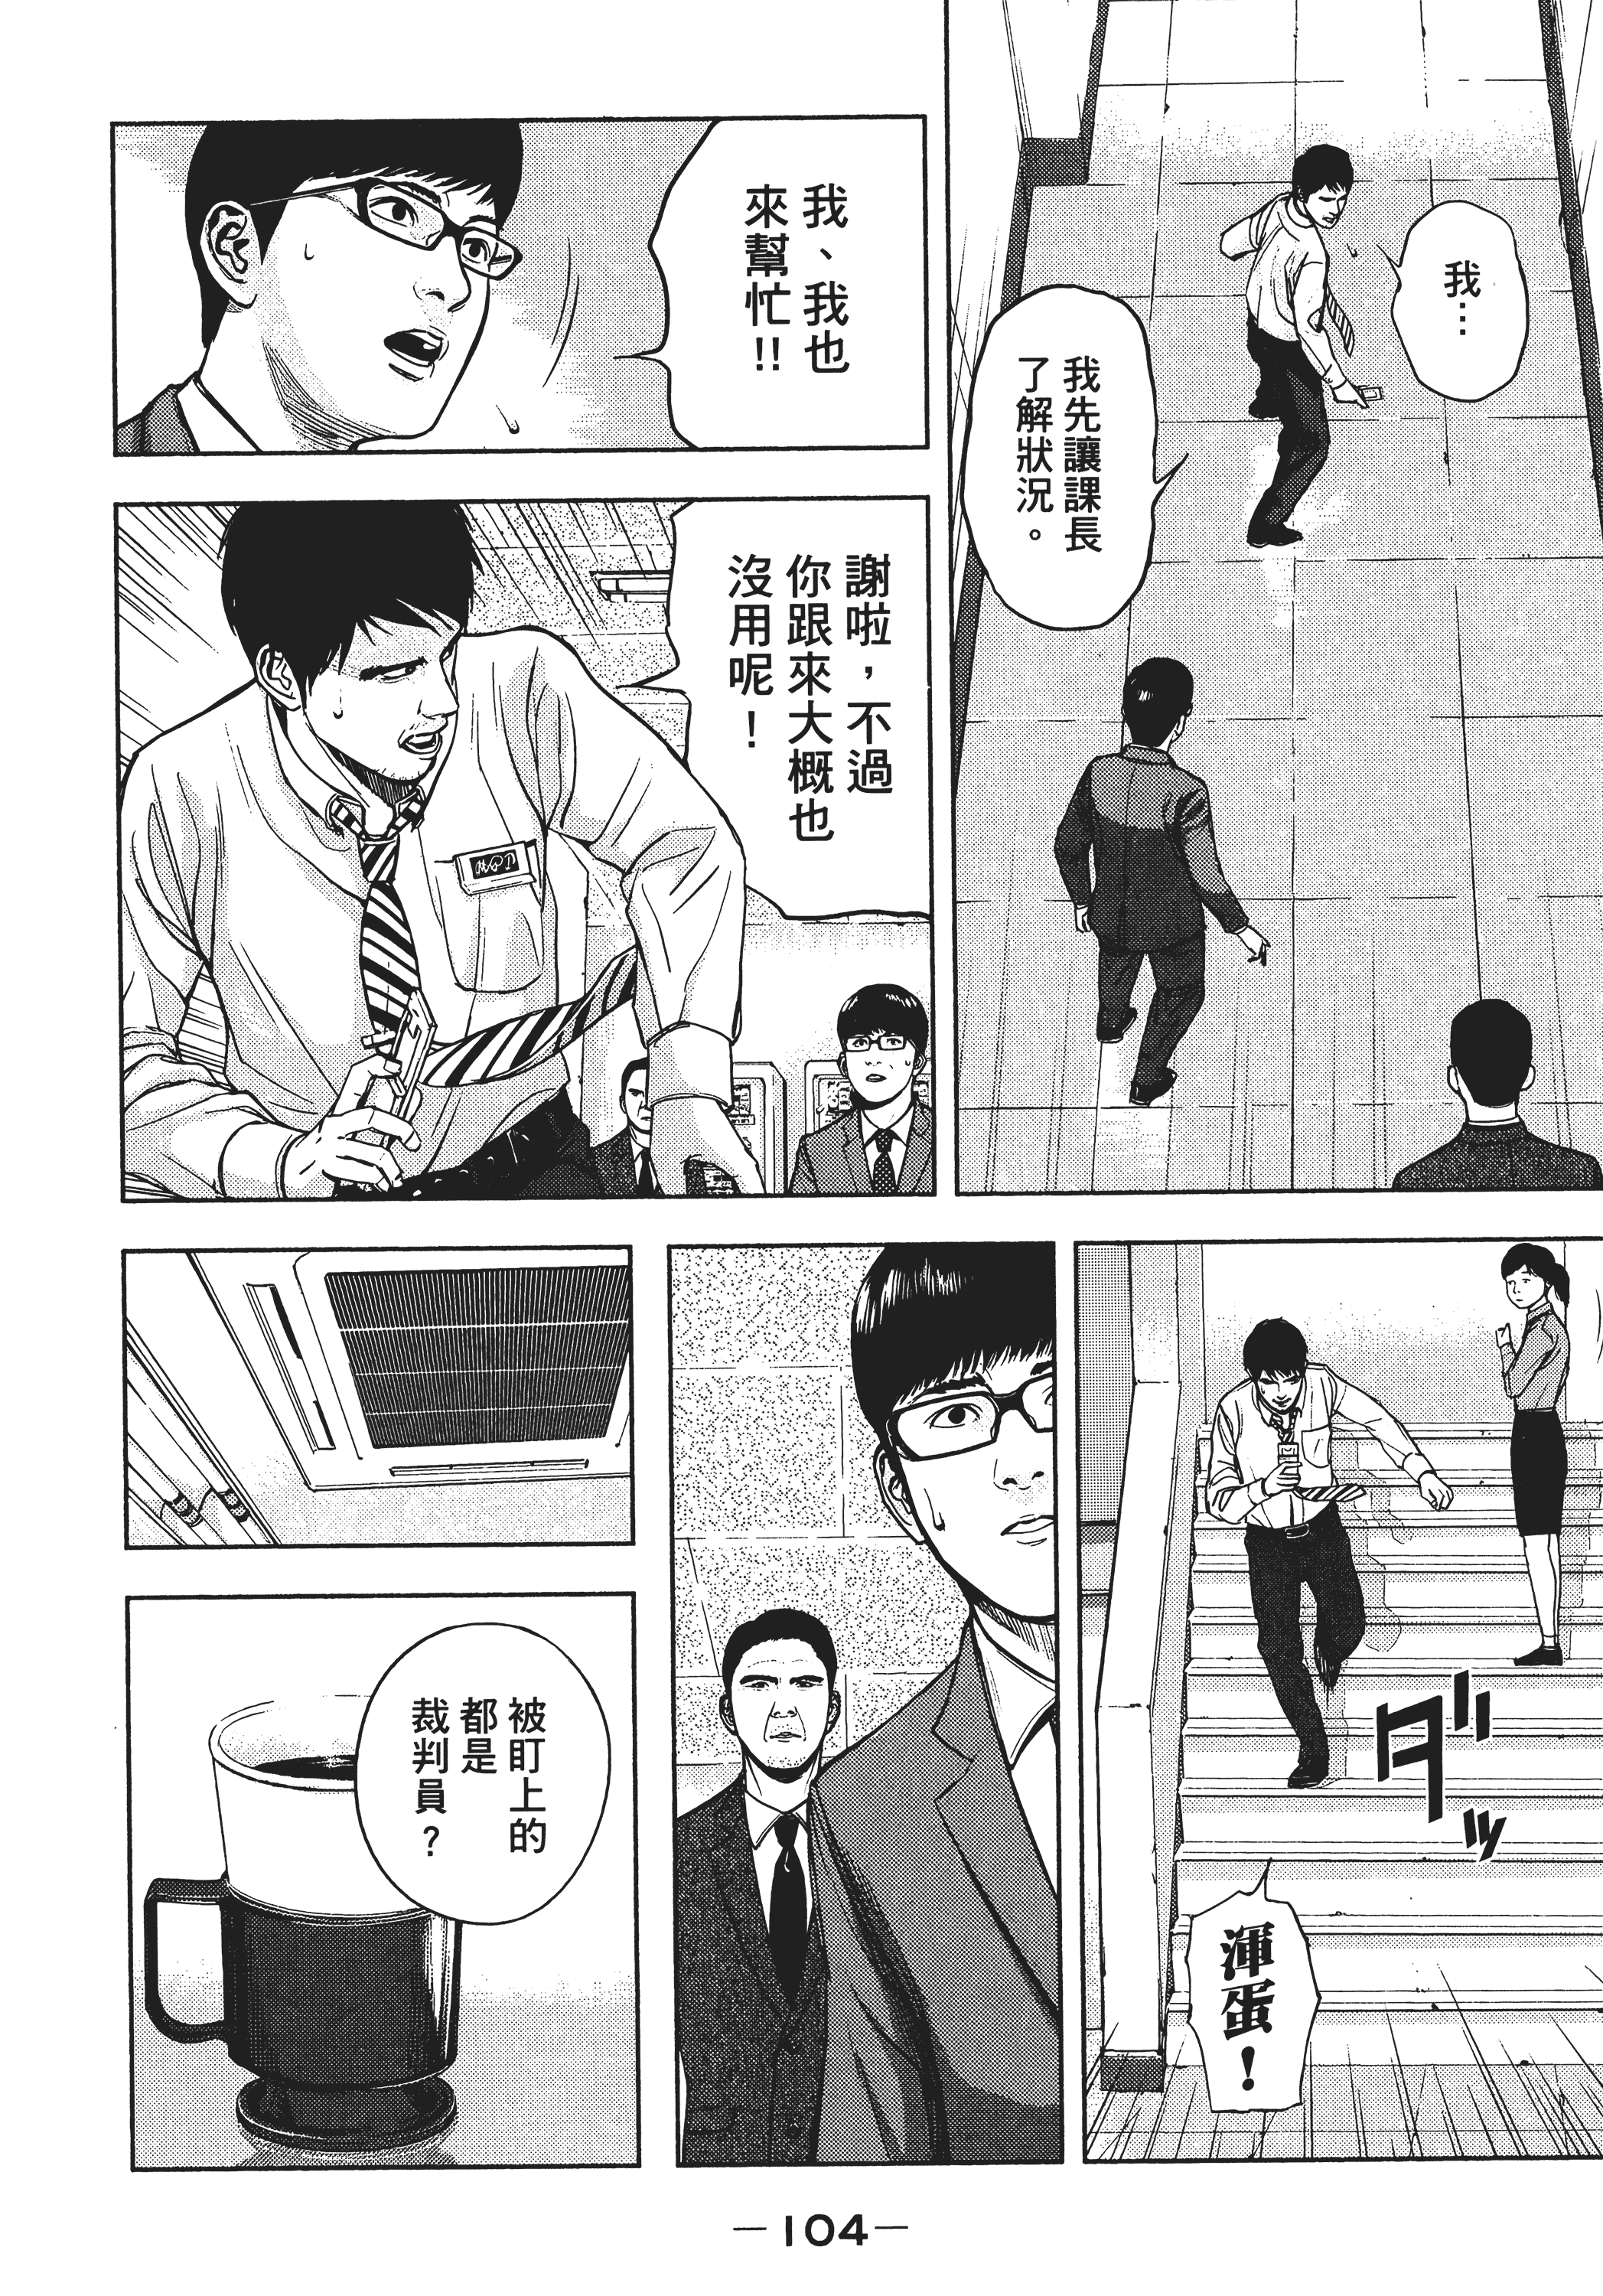 我…
我先讓課長
了解狀況。
我、我也
來幫忙!!
謝啦，不過
你跟來大概也
沒用呢！
ダッ
渾蛋！
被盯上的
都是
裁判員？
—104—